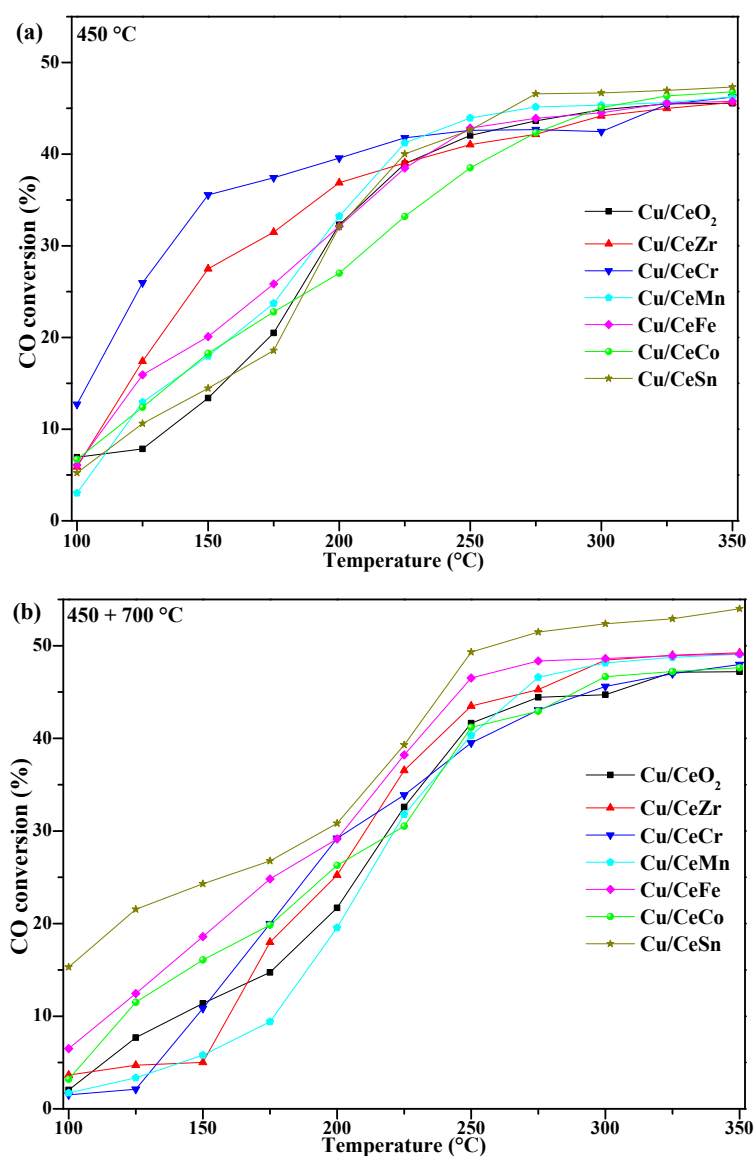 (a)
450 °C
50
40
30
20
10
0
CO conversion (%)
Cu/CeO₂
Cu/CeZr
Cu/CeCr
Cu/CeMn
Cu/CeFe
Cu/CeCo
Cu/CeSn
100 150 200 250 300 350
Temperature (°C)
(b)
450 + 700 °C
50
40
30
20
10
0
CO conversion (%)
Cu/CeO₂
Cu/CeZr
Cu/CeCr
Cu/CeMn
Cu/CeFe
Cu/CeCo
Cu/CeSn
100 150 200 250 300 350
Temperature (°C)